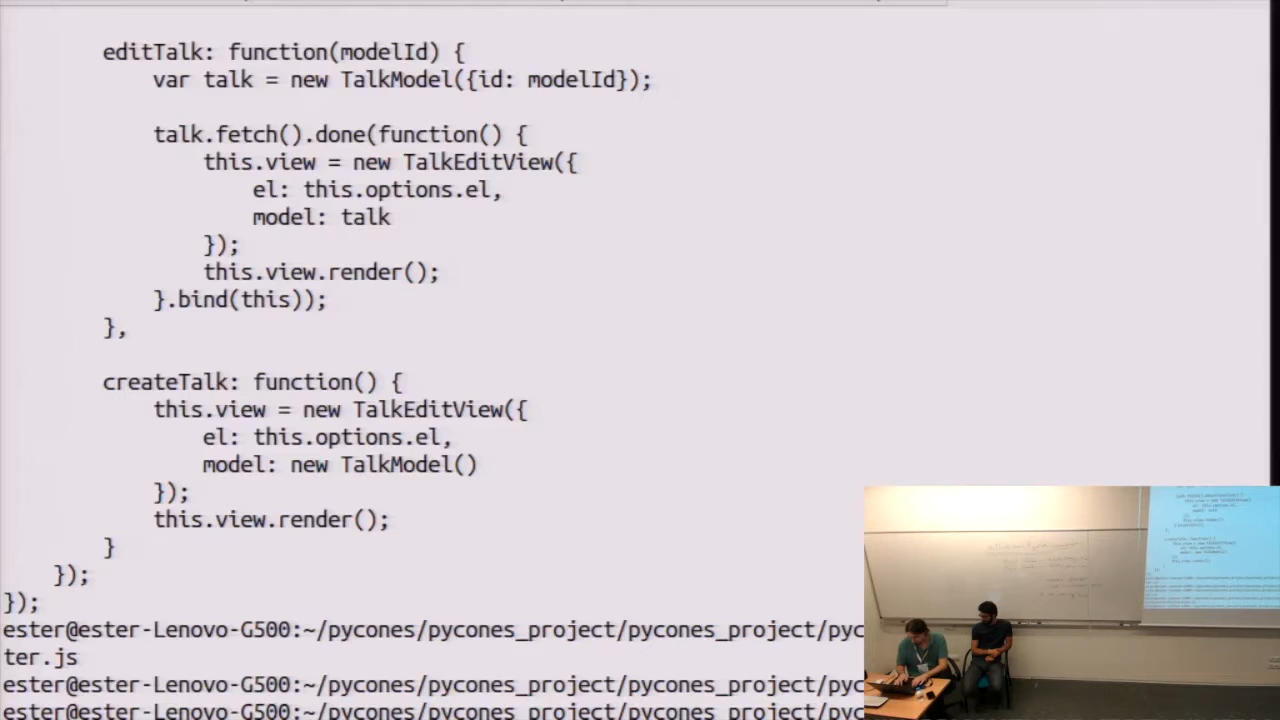 editTalk: function(modelId) {
var talk = new TalkModel({id: modelId});
talk.fetch().done(function() {
this.view = new TalkEditView({
el: this.options.el,
model: talk
});
this.view.render();
}.bind(this));
},
createTalk: function() {
this.view = new TalkEditView({
el: this.options.el,
model: new TalkModel()
});
this.view.render();
}
});
});
ester@ester-Lenovo-G500:~/pycones/pycones_project/pycones_project/pyc
ter.js
ester@ester-Lenovo-G500:~/pycones/pycones_project/pycones_project/pyc
ester@ester-Lenovo-G500:~/pycones/pycones_project/pycones_project/pyc